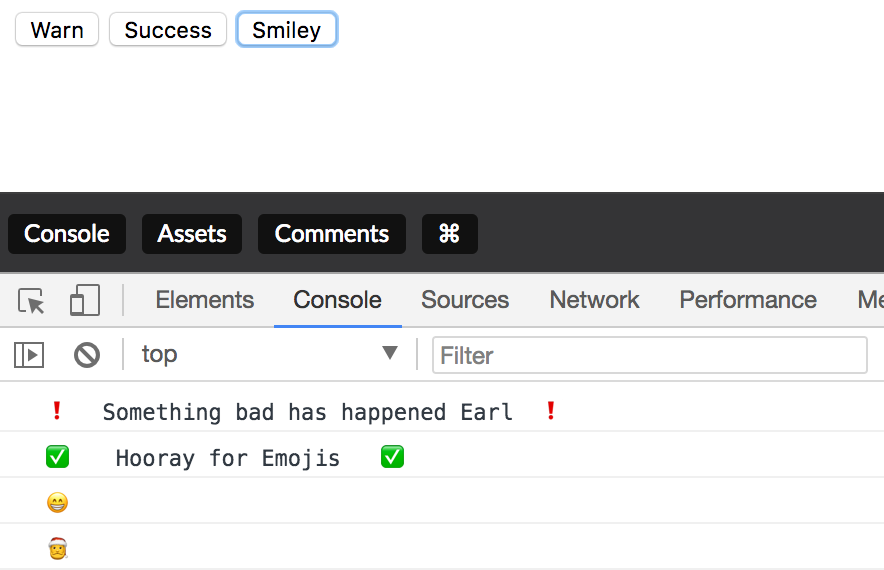 Warn Success Smiley
Console Assets Comments ⌘
Elements Console Sources Network Performance Me
top ▼ Filter
❗ Something bad has happened Earl ❗
✅ Hooray for Emojis ✅
😁
🎅